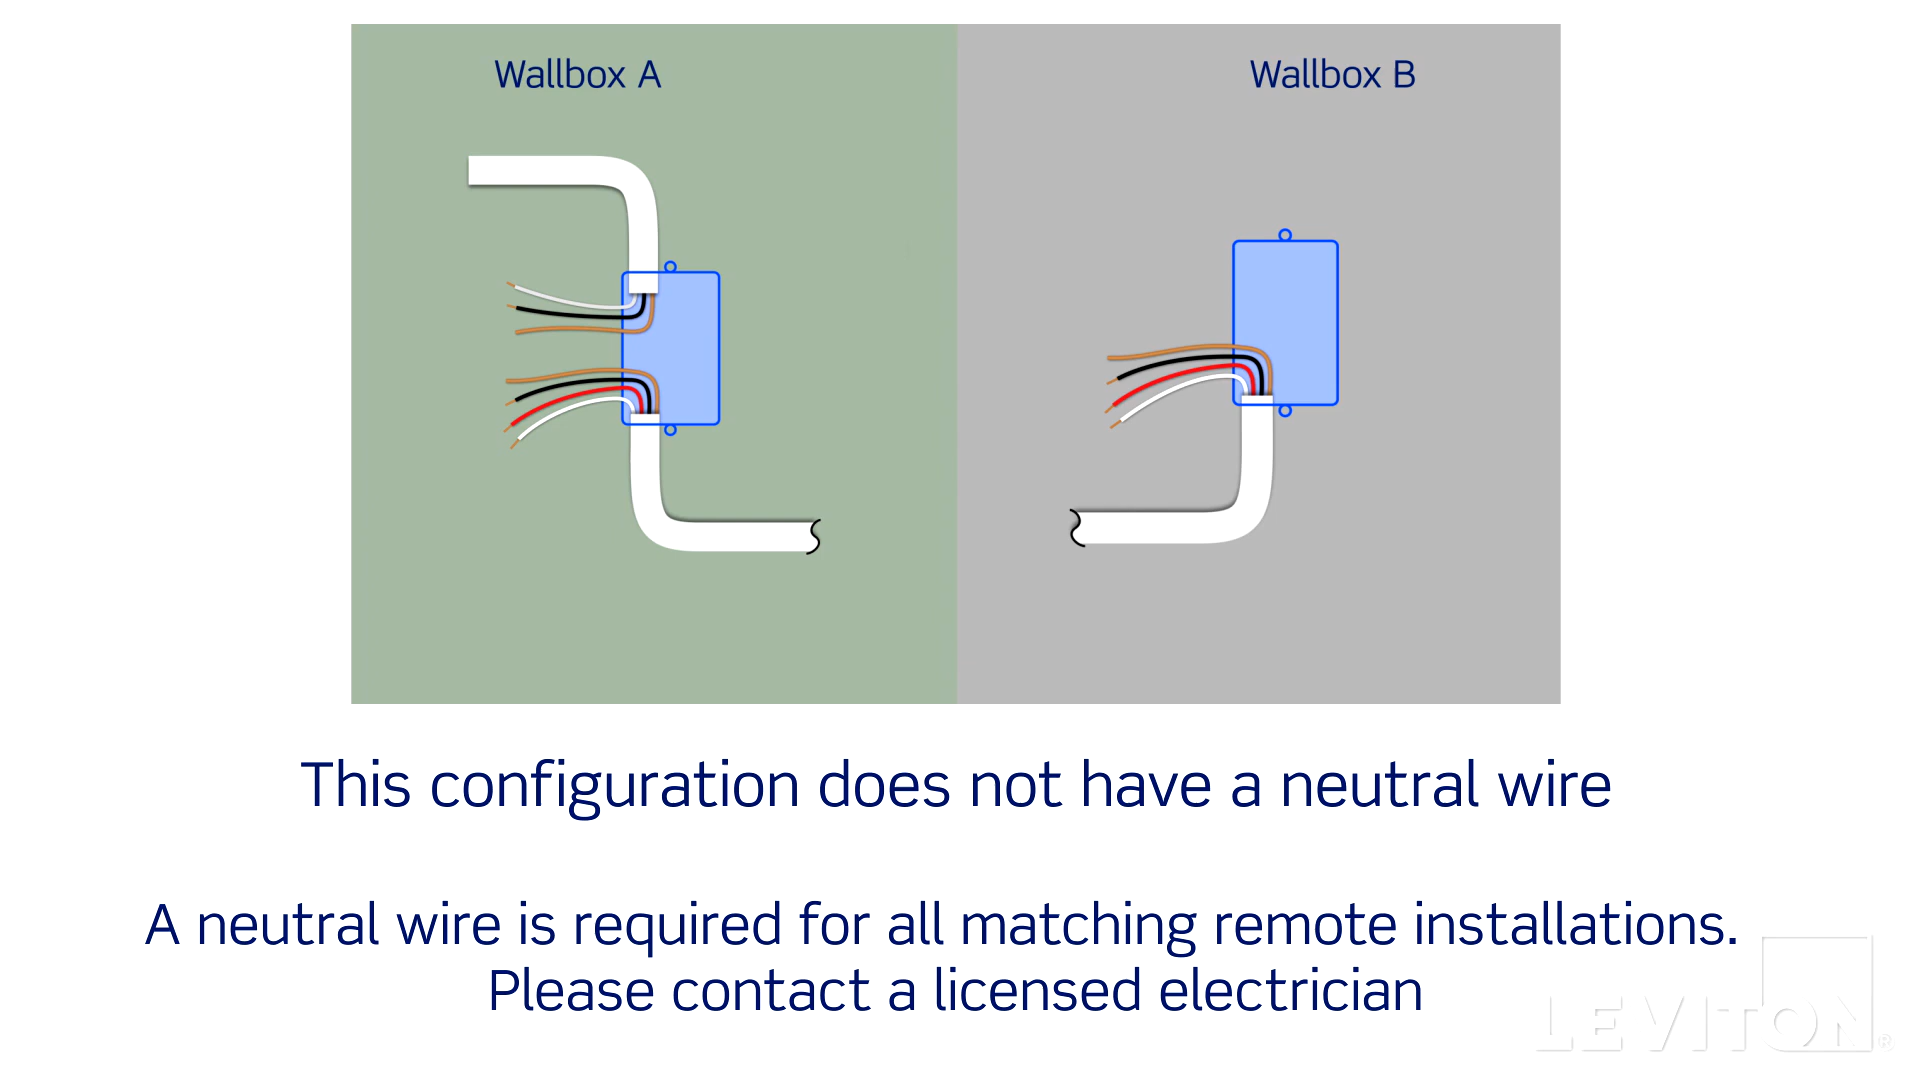 Wallbox A
Wallbox B
This configuration does not have a neutral wire
A neutral wire is required for all matching remote installations.
Please contact a licensed electrician
LEVITON®